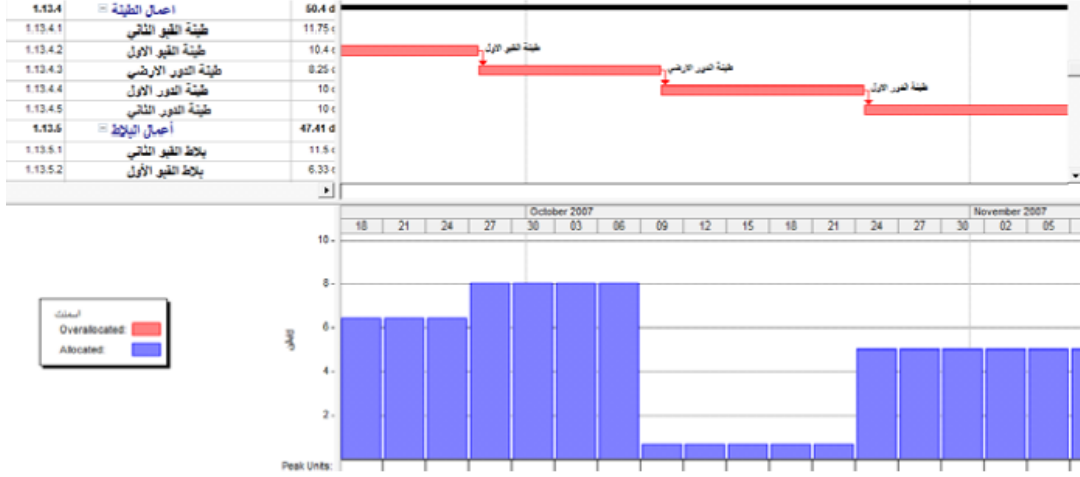 1.13.4 اعمال الطينة 50.4 d
1.13.4.1 طينة القبو الثاني 11.75 c
1.13.4.2 طينة القبو الاول 10.4 c
1.13.4.3 طينة الدور الارضي 8.25 c
1.13.4.4 طينة الدور الاول 10 c
1.13.4.5 طينة الدور الثاني 10 c
1.13.5 أعمال البلاط 47.41 d
1.13.5.1 بلاط القبو الثاني 11.5 c
1.13.5.2 بلاط القبو الأول 6.33 c
طينة القبو الاول
طينة الدور الارضي
طينة الدور الاول
October 2007 November 2007
18 21 24 27 30 03 06 09 12 15 18 21 24 27 30 02 05
10
8
6
4
2
Peak Units:
اسمنت
Overallocated:
Allocated: